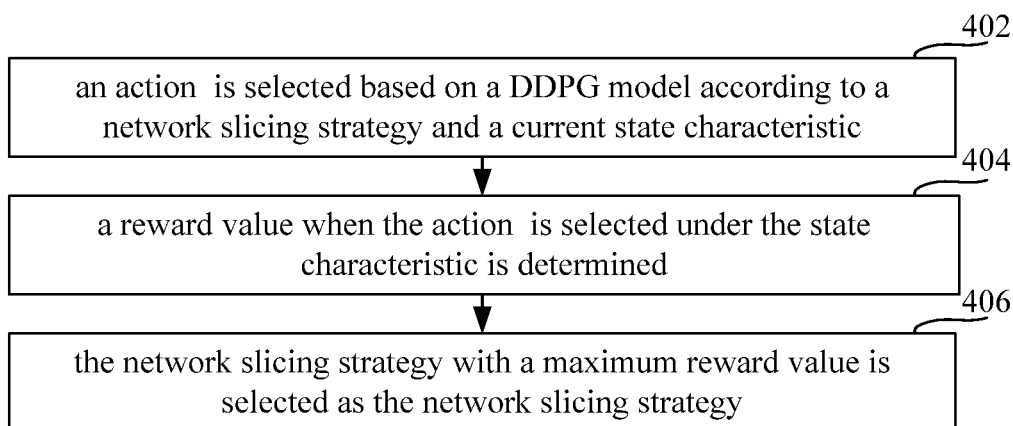 402
an action is selected based on a DDPG model according to a
network slicing strategy and a current state characteristic
404
a reward value when the action is selected under the state
characteristic is determined
406
the network slicing strategy with a maximum reward value is
selected as the network slicing strategy